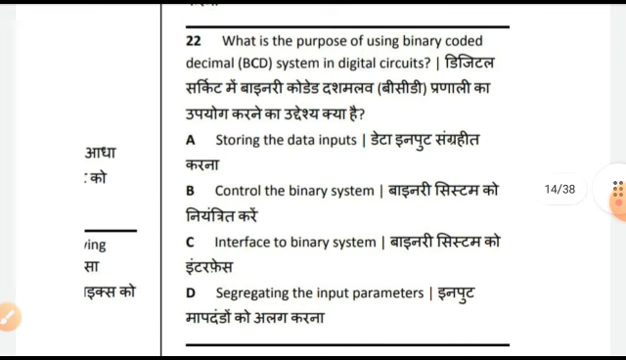 22 What is the purpose of using binary coded
decimal (BCD) system in digital circuits? | डिजिटल
सर्किट में बाइनरी कोडेड दशमलव (बीसीडी) प्रणाली का
उपयोग करने का उद्देश्य क्या है?
A Storing the data inputs | डेटा इनपुट संग्रहीत
करना
B Control the binary system | बाइनरी सिस्टम को
नियंत्रित करें
C Interface to binary system | बाइनरी सिस्टम को
इंटरफ़ेस
D Segregating the input parameters | इनपुट
मापदंडों को अलग करना
आधा
को
ying
सा
इक्स को
14/38